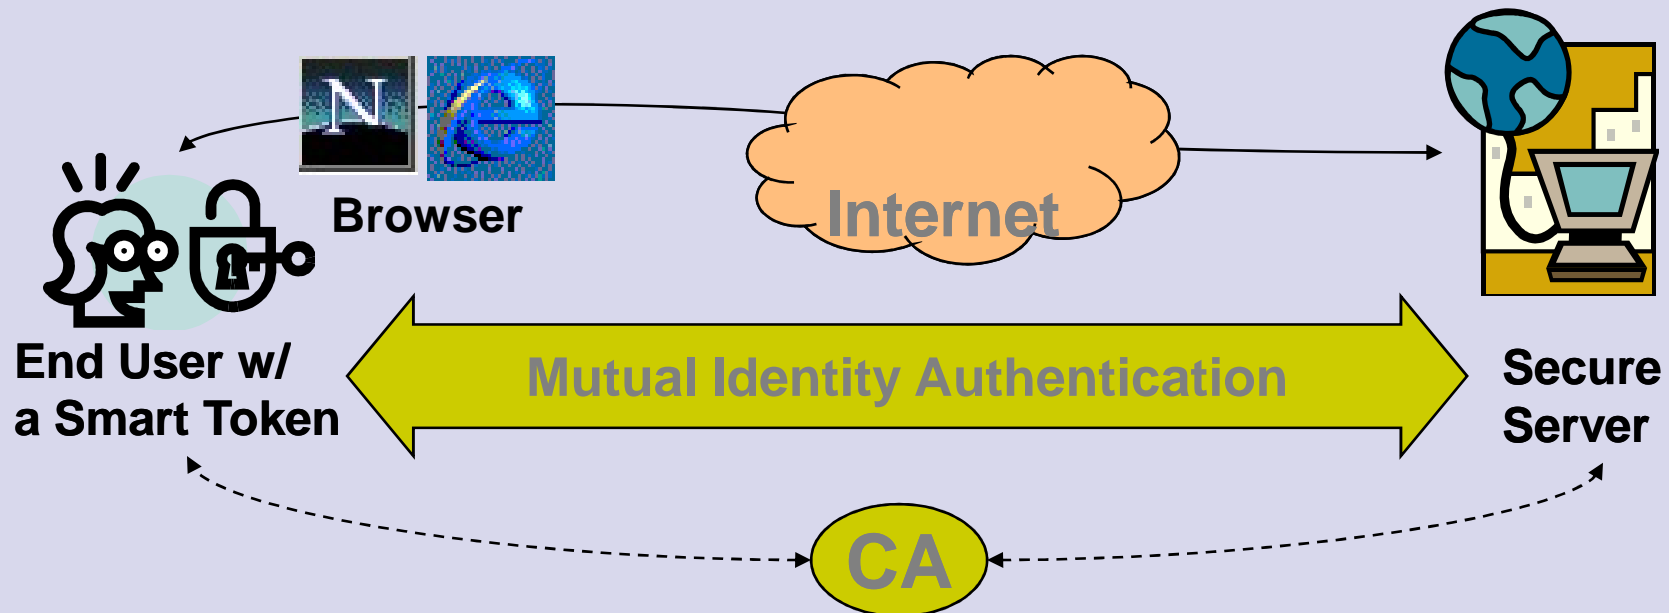 N
e
Browser
Internet
End User w/
a Smart Token
Mutual Identity Authentication
Secure
Server
CA